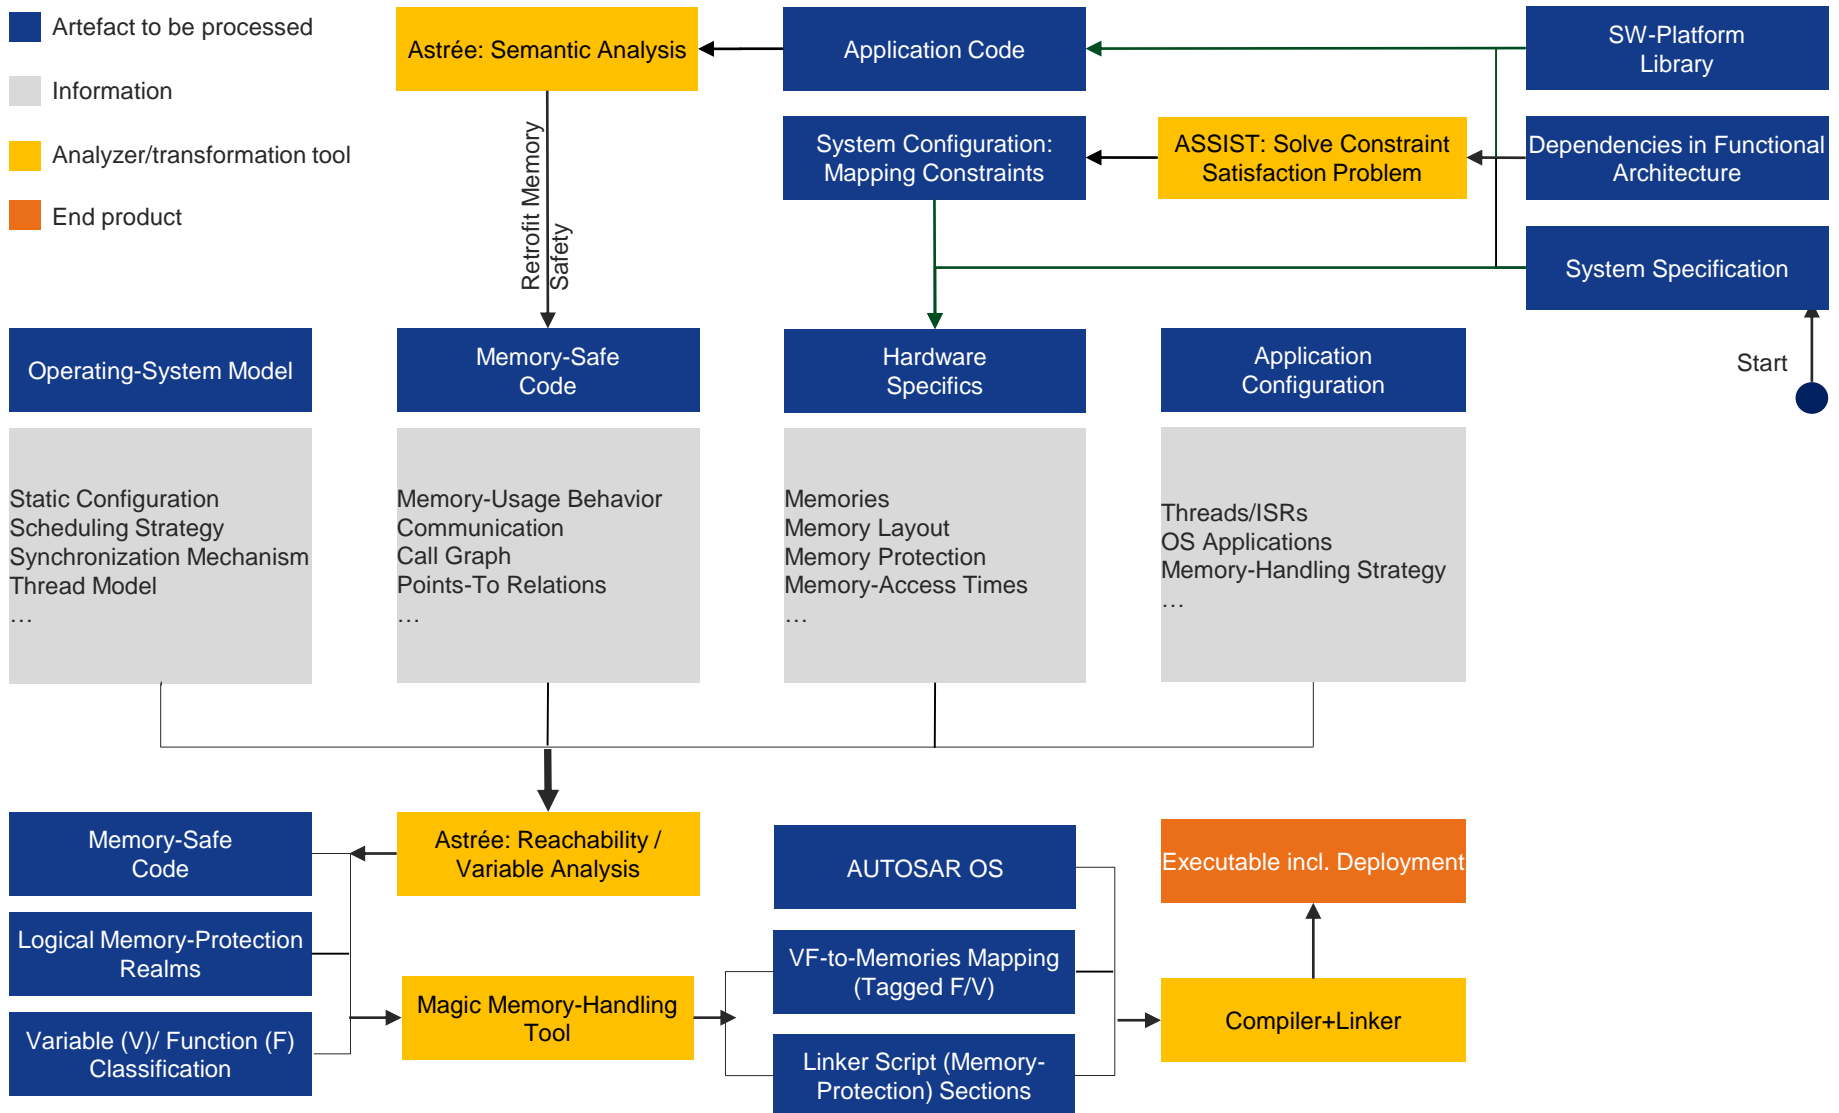 Artefact to be processed
Information
Analyzer/transformation tool
End product
Astrée: Semantic Analysis
Application Code
SW-Platform
Library
System Configuration:
Mapping Constraints
ASSIST: Solve Constraint
Satisfaction Problem
Dependencies in Functional
Architecture
System Specification
Retrofit Memory
Safety
Start
Operating-System Model
Memory-Safe
Code
Hardware
Specifics
Application
Configuration
Static Configuration
Scheduling Strategy
Synchronization Mechanism
Thread Model
…
Memory-Usage Behavior
Communication
Call Graph
Points-To Relations
…
Memories
Memory Layout
Memory Protection
Memory-Access Times
…
Threads/ISRs
OS Applications
Memory-Handling Strategy
…
Memory-Safe
Code
Astrée: Reachability /
Variable Analysis
AUTOSAR OS
Executable incl. Deployment
Logical Memory-Protection
Realms
VF-to-Memories Mapping
(Tagged F/V)
Magic Memory-Handling
Tool
Compiler+Linker
Variable (V)/ Function (F)
Classification
Linker Script (Memory-
Protection) Sections